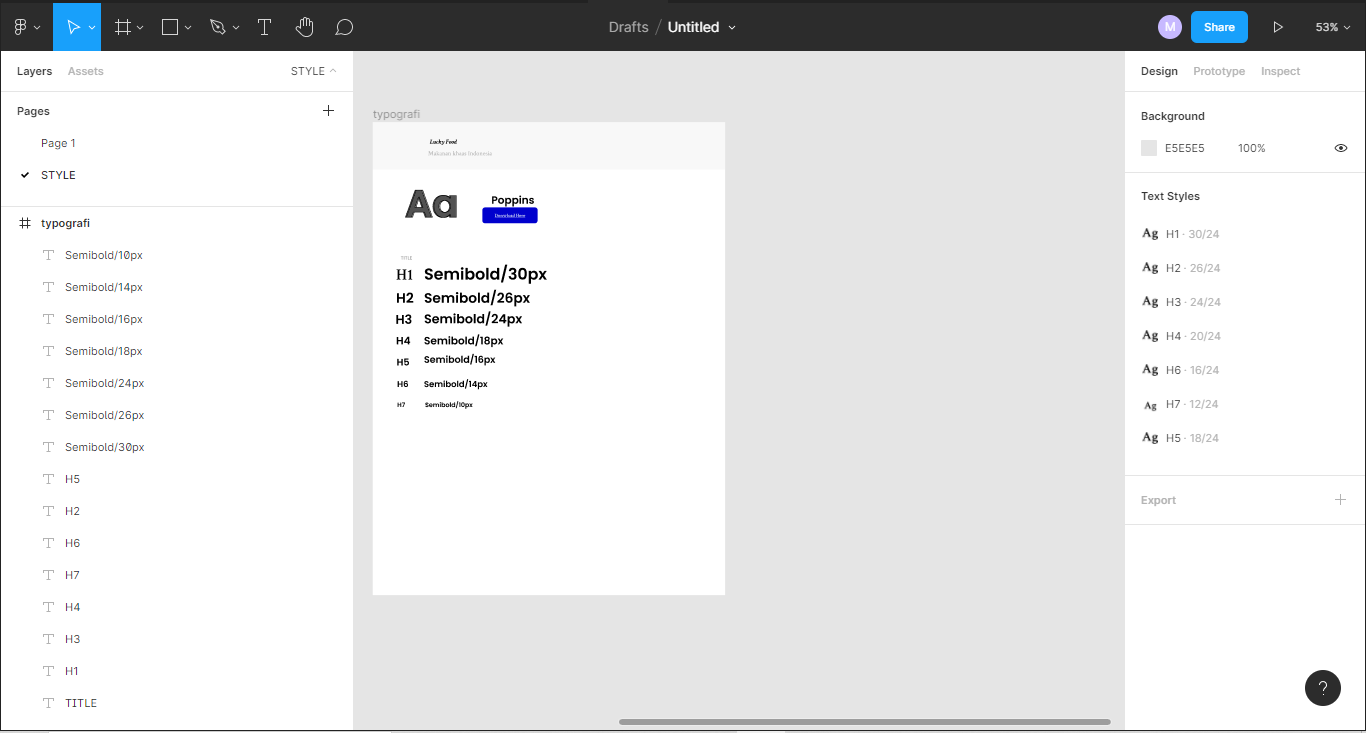 Drafts / Untitled
M
Share
53%
Layers Assets STYLE
Pages
Page 1
STYLE
typografi
Semibold/10px
Semibold/14px
Semibold/16px
Semibold/18px
Semibold/24px
Semibold/26px
Semibold/30px
H5
H2
H6
H7
H4
H3
H1
TITLE
typografi
Lucky Food
Makanan khas Indonesia
Aa
Poppins
Download Here
TITLE
H1 Semibold/30px
H2 Semibold/26px
H3 Semibold/24px
H4 Semibold/18px
H5 Semibold/16px
H6 Semibold/14px
H7 Semibold/10px
Design Prototype Inspect
Background
E5E5E5 100%
Text Styles
Ag H1 · 30/24
Ag H2 · 26/24
Ag H3 · 24/24
Ag H4 · 20/24
Ag H6 · 16/24
Ag H7 · 12/24
Ag H5 · 18/24
Export
?